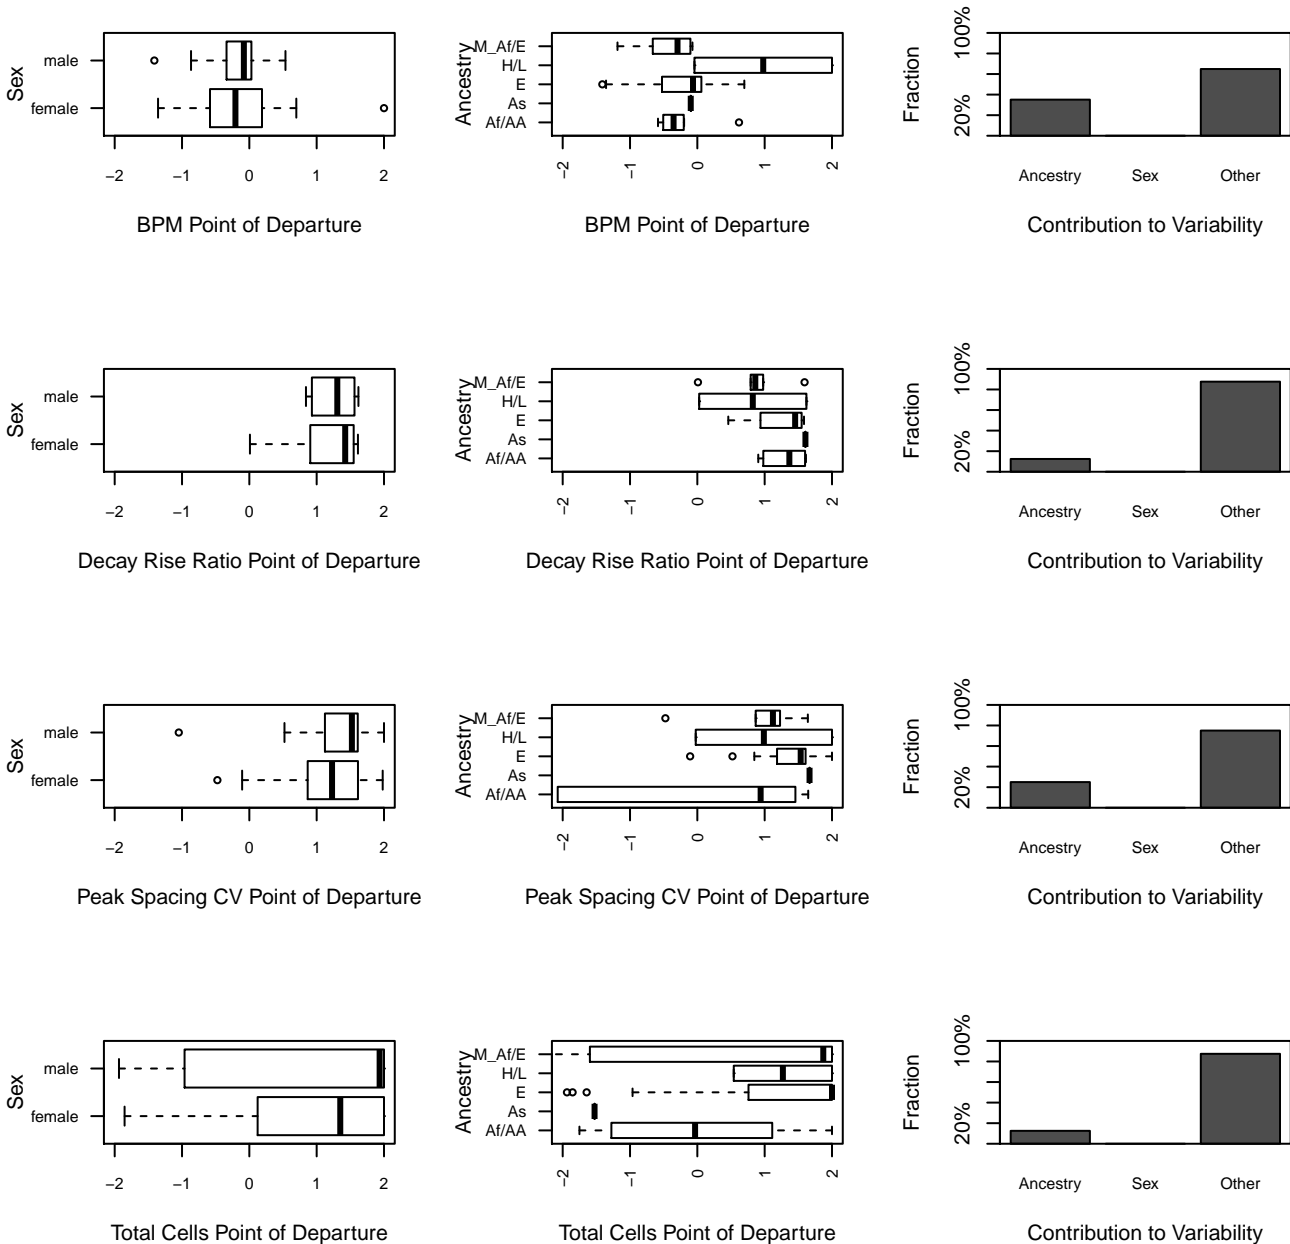 Sex
male
female
−2 −1 0 1 2
BPM Point of Departure
Ancestry
M_Af/E
H/L
E
As
Af/AA
−2 −1 0 1 2
BPM Point of Departure
Fraction
20% 100%
Ancestry Sex Other
Contribution to Variability
Sex
male
female
−2 −1 0 1 2
Decay Rise Ratio Point of Departure
Ancestry
M_Af/E
H/L
E
As
Af/AA
−2 −1 0 1 2
Decay Rise Ratio Point of Departure
Fraction
20% 100%
Ancestry Sex Other
Contribution to Variability
Sex
male
female
−2 −1 0 1 2
Peak Spacing CV Point of Departure
Ancestry
M_Af/E
H/L
E
As
Af/AA
−2 −1 0 1 2
Peak Spacing CV Point of Departure
Fraction
20% 100%
Ancestry Sex Other
Contribution to Variability
Sex
male
female
−2 −1 0 1 2
Total Cells Point of Departure
Ancestry
M_Af/E
H/L
E
As
Af/AA
−2 −1 0 1 2
Total Cells Point of Departure
Fraction
20% 100%
Ancestry Sex Other
Contribution to Variability